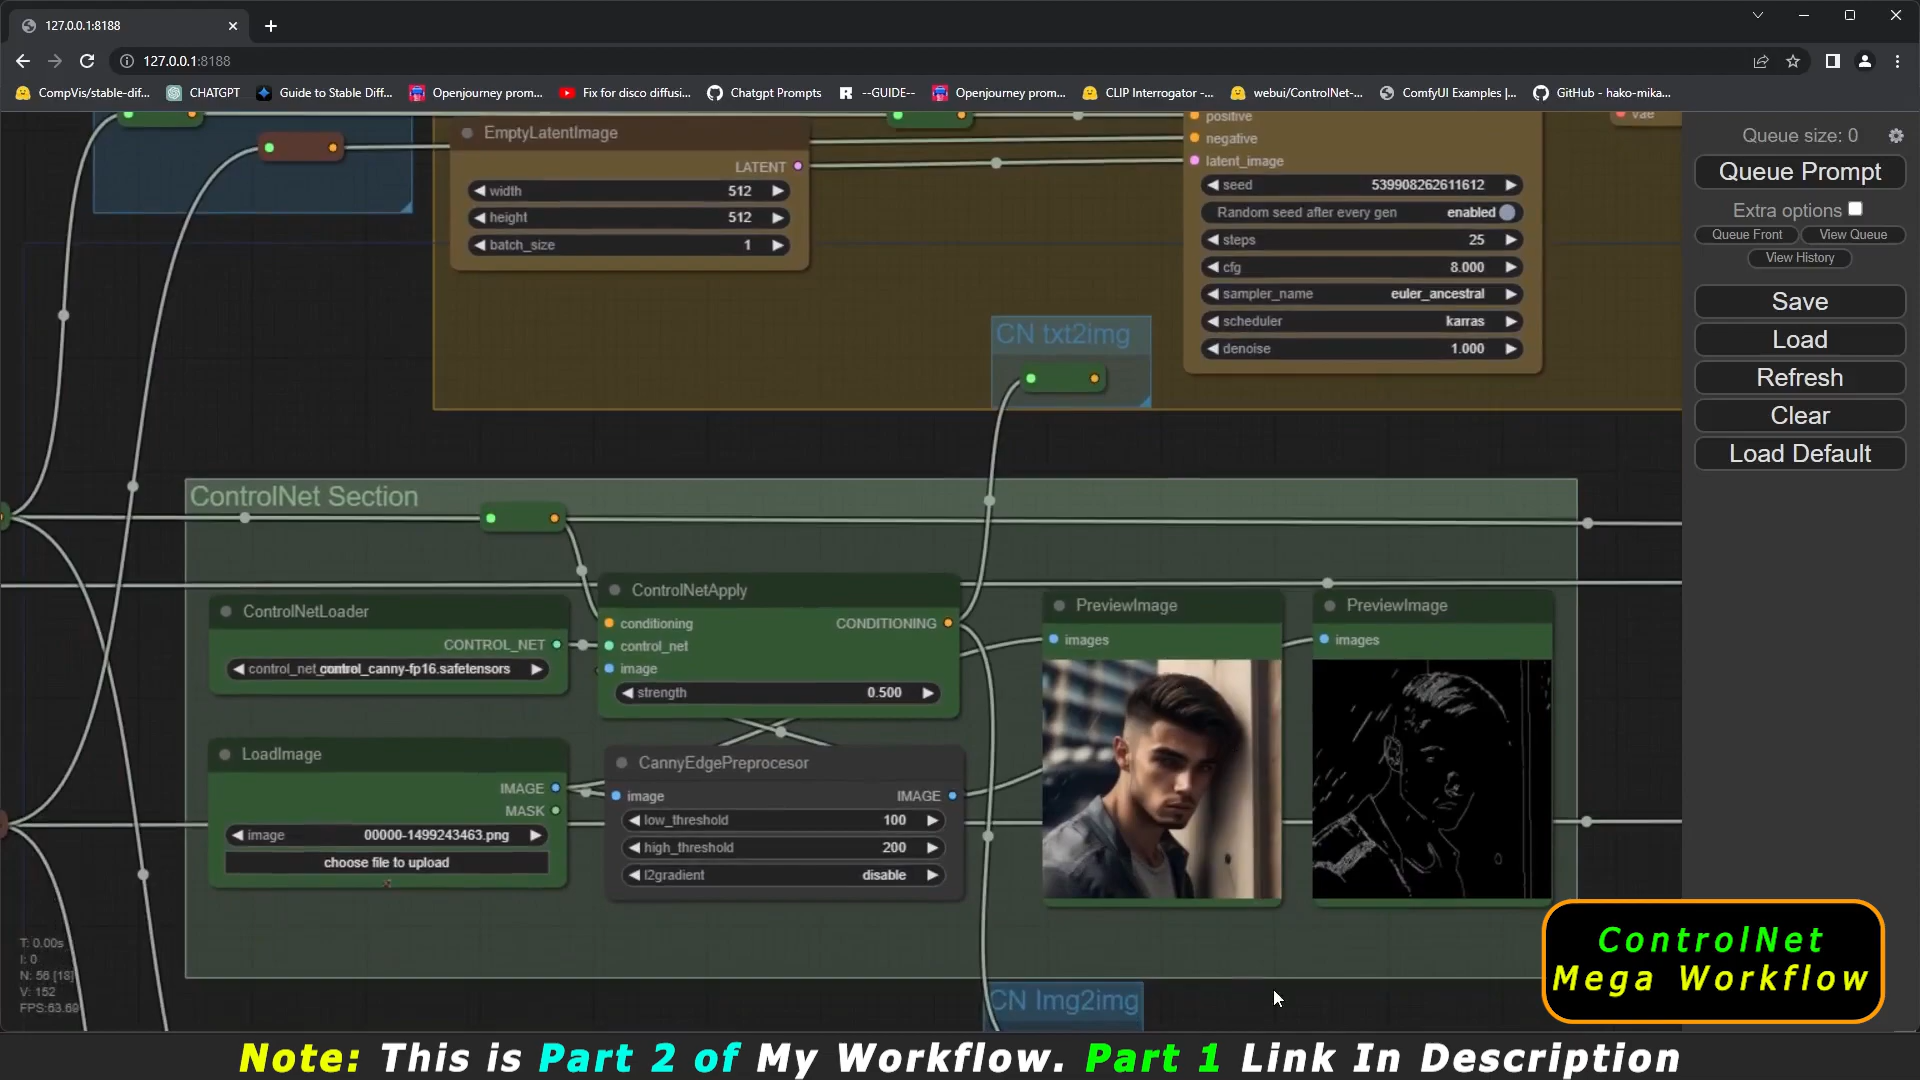 127.0.0.1:8188
127.0.0.1:8188
CompVis/stable-dif... CHATGPT Guide to Stable Diff... Openjourney prom... Fix for disco diffusi... Chatgpt Prompts --GUIDE-- Openjourney prom... CLIP Interrogator -... webui/ControlNet-... ComfyUI Examples |... GitHub - hako-mika...
EmptyLatentImage
LATENT
width 512
height 512
batch_size 1
positive
negative
latent_image
seed 539908262611612
Random seed after every gen enabled
steps 25
cfg 8.000
sampler_name euler_ancestral
scheduler karras
denoise 1.000
vae
Queue size: 0
Queue Prompt
Extra options
Queue Front View Queue
View History
Save
Load
Refresh
Clear
Load Default
CN txt2img
ControlNet Section
ControlNetLoader
CONTROL_NET
control_net control_canny-fp16.safetensors
ControlNetApply
conditioning CONDITIONING
control_net
image
strength 0.500
LoadImage
IMAGE
MASK
image 00000-1499243463.png
choose file to upload
CannyEdgePreprocesor
image IMAGE
low_threshold 100
high_threshold 200
l2gradient disable
PreviewImage
images
PreviewImage
images
CN Img2img
T: 0.00s
I: 0
N: 56 [18]
V: 152
FPS:63.69
ControlNet
Mega Workflow
Note: This is Part 2 of My Workflow. Part 1 Link In Description